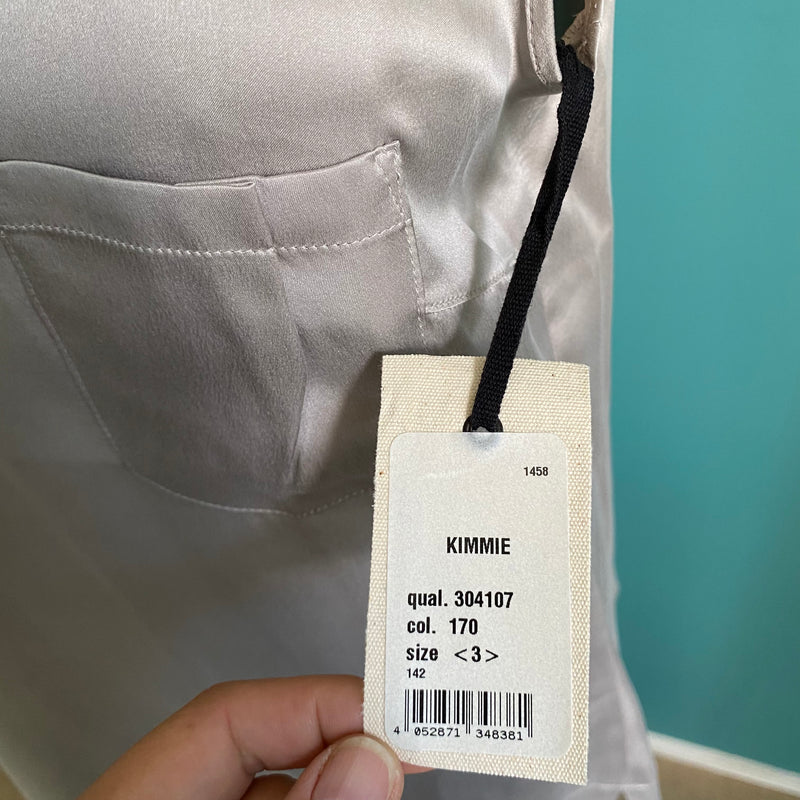 1458
KIMMIE
qual. 304107
col. 170
size <3>
142
4 052871 348381